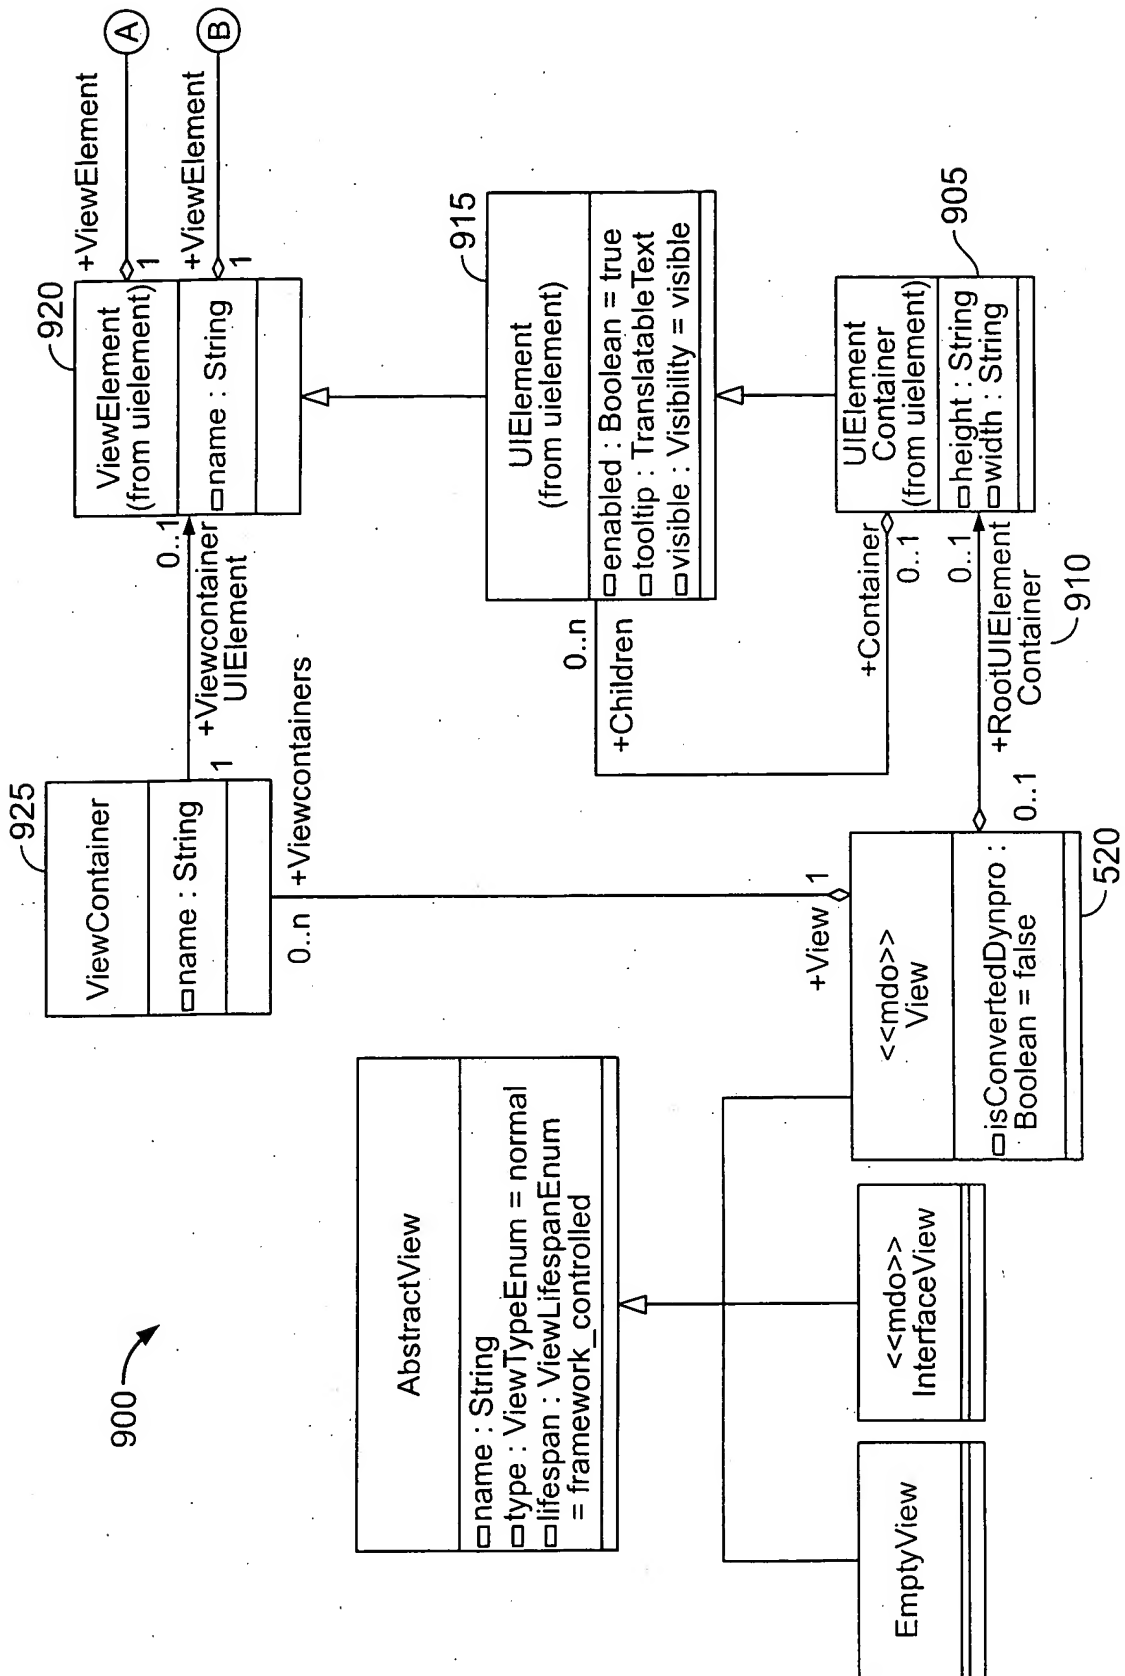 900
AbstractView
name : String
type : ViewTypeEnum = normal
lifespan : ViewLifespanEnum
= framework_controlled
EmptyView
<<mdo>>
InterfaceView
<<mdo>>
View
isConvertedDynpro :
Boolean = false
520
+View
1
0..n
+Viewcontainers
925
ViewContainer
name : String
1
+Viewcontainer
UIElement
0..1
920
ViewElement
(from uielement)
name : String
+ViewElement
1
A
+ViewElement
1
B
915
UIElement
(from uielement)
enabled : Boolean = true
tooltip : TranslatableText
visible : Visibility = visible
0..n
+Children
+Container
0..1
905
UIElement
Container
(from uielement)
height : String
width : String
0..1
+RootUIElement
Container
910
0..1